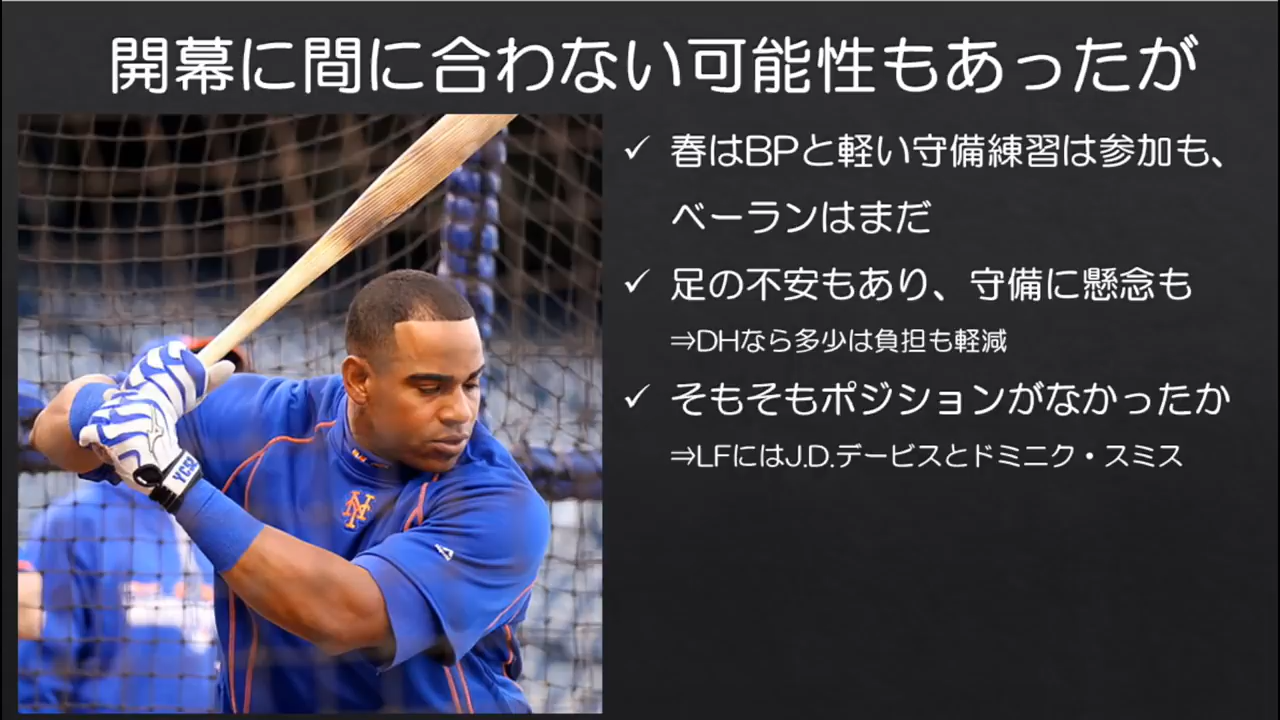 開幕に間に合わない可能性もあったが
✓ 春はBPと軽い守備練習は参加も、
ベーランはまだ
✓ 足の不安もあり、守備に懸念も
⇒DHなら多少は負担も軽減
✓ そもそもポジションがなかったか
⇒LFにはJ.D.デービスとドミニク・スミス
NY